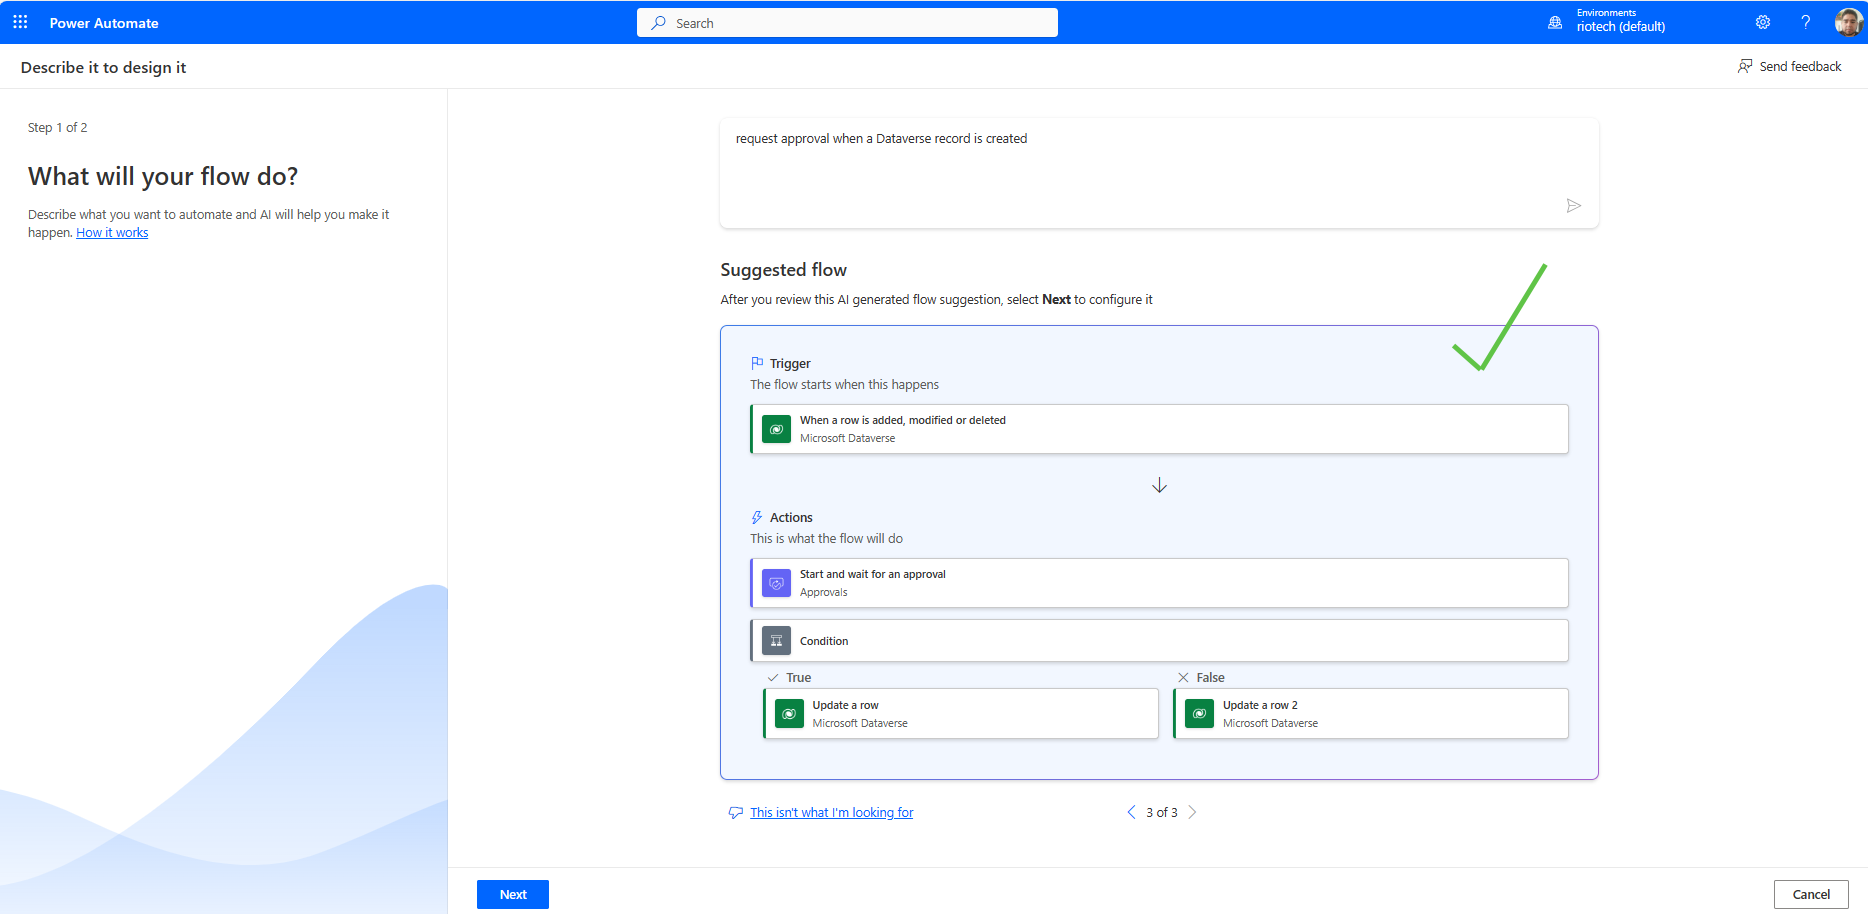 Power Automate
Search
Environments
riotech (default)
?
Describe it to design it
Send feedback
Step 1 of 2
What will your flow do?
Describe what you want to automate and AI will help you make it
happen. How it works
request approval when a Dataverse record is created
Suggested flow
After you review this AI generated flow suggestion, select Next to configure it
Trigger
The flow starts when this happens
When a row is added, modified or deleted
Microsoft Dataverse
Actions
This is what the flow will do
Start and wait for an approval
Approvals
Condition
True
False
Update a row
Microsoft Dataverse
Update a row 2
Microsoft Dataverse
This isn't what I'm looking for
3 of 3
Next
Cancel